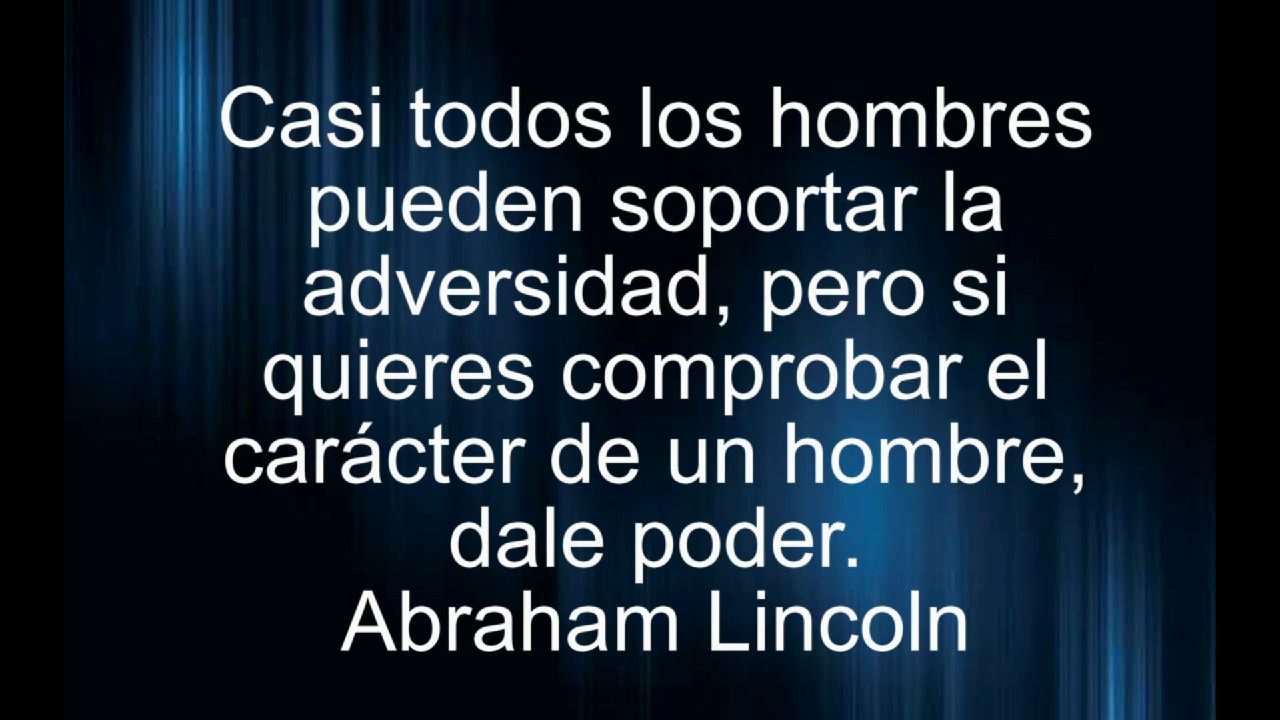 Casi todos los hombres
pueden soportar la
adversidad, pero si
quieres comprobar el
carácter de un hombre,
dale poder.
Abraham Lincoln